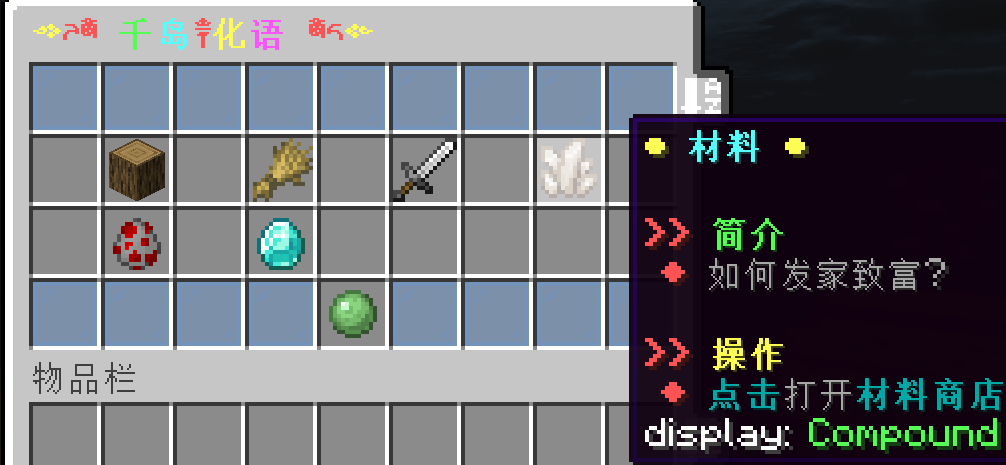 千岛化语
材料
>> 简介
如何发家致富?
>> 操作
点击打开材料商店
display: Compound
物品栏